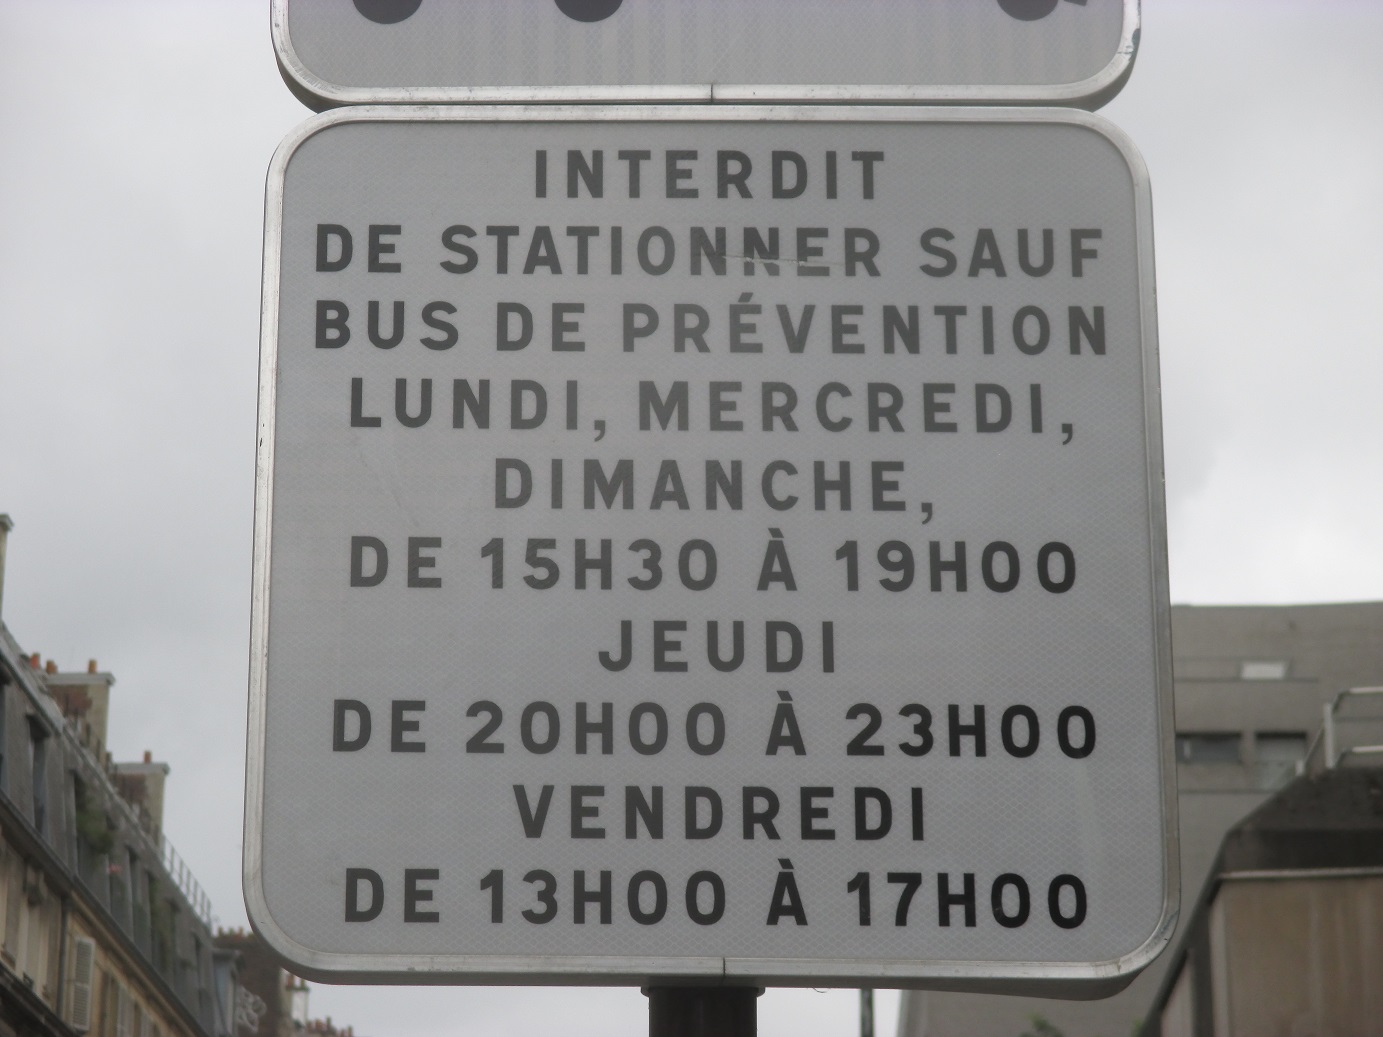 INTERDIT
DE STATIONNER SAUF
BUS DE PRÉVENTION
LUNDI, MERCREDI,
DIMANCHE,
DE 15H30 À 19H00
JEUDI
DE 20H00 À 23H00
VENDREDI
DE 13H00 À 17H00